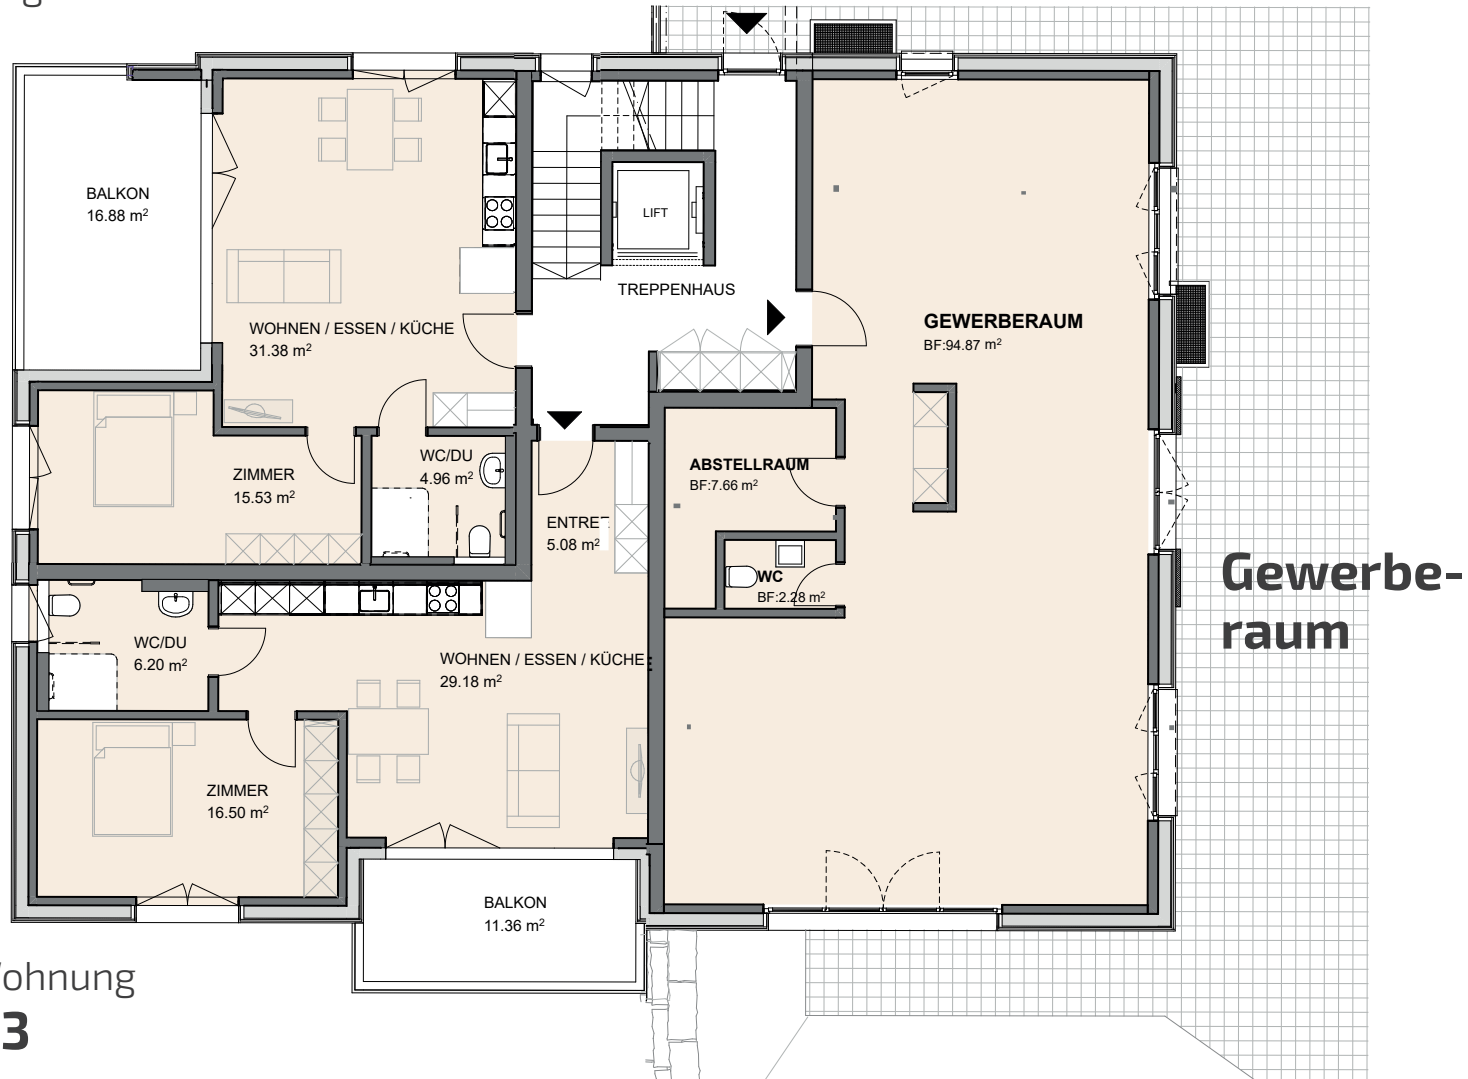 g
BALKON
16.88 m²
WOHNEN / ESSEN / KÜCHE
31.38 m²
LIFT
TREPPENHAUS
GEWERBERAUM
BF:94.87 m²
ZIMMER
15.53 m²
WC/DU
4.96 m²
ENTREE
5.08 m²
ABSTELLRAUM
BF:7.66 m²
WC
BF:2.28 m²
Gewerbe-
raum
WC/DU
6.20 m²
WOHNEN / ESSEN / KÜCHE
29.18 m²
ZIMMER
16.50 m²
BALKON
11.36 m²
ohnung
3